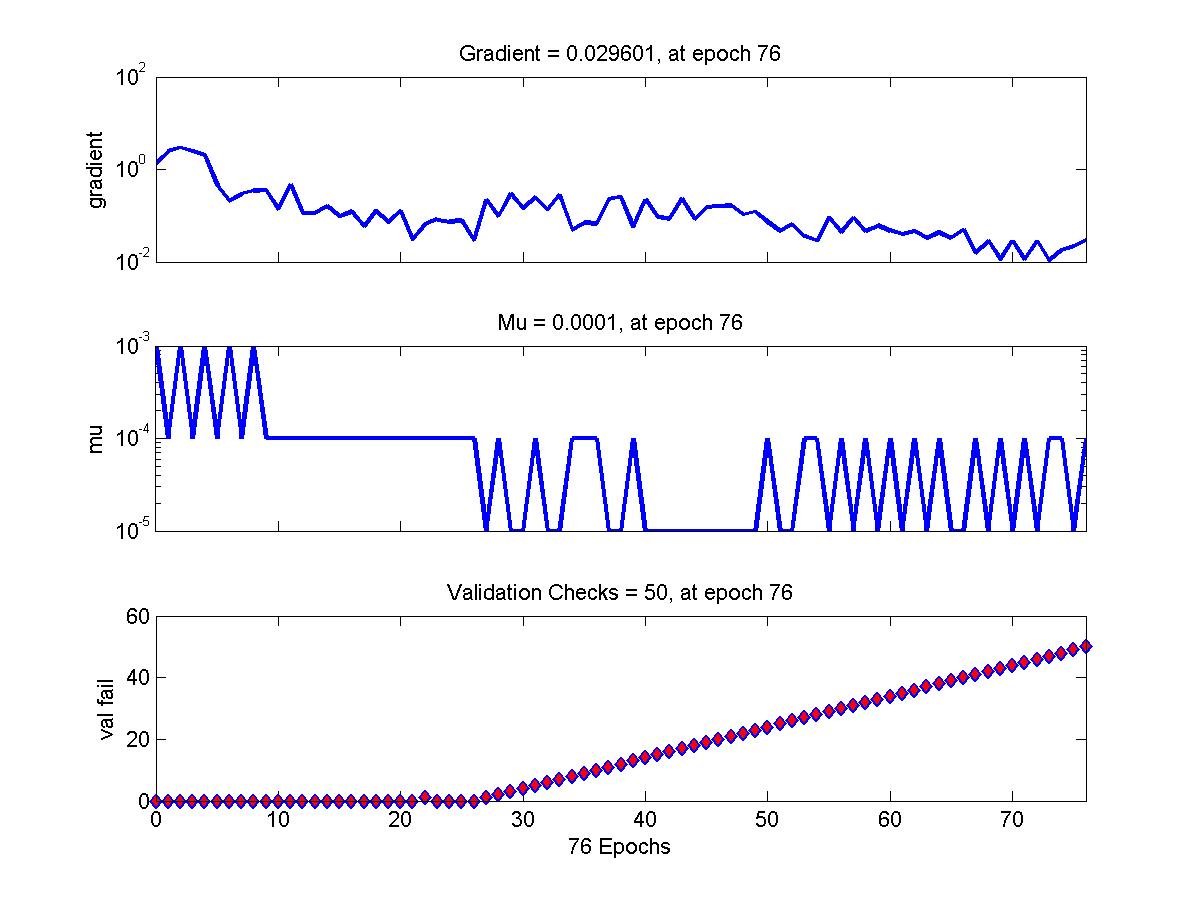 Gradient = 0.029601, at epoch 76
10^2
10^0
10^-2
gradient
Mu = 0.0001, at epoch 76
10^-3
10^-4
10^-5
mu
Validation Checks = 50, at epoch 76
60
40
20
0
val fail
0 10 20 30 40 50 60 70
76 Epochs